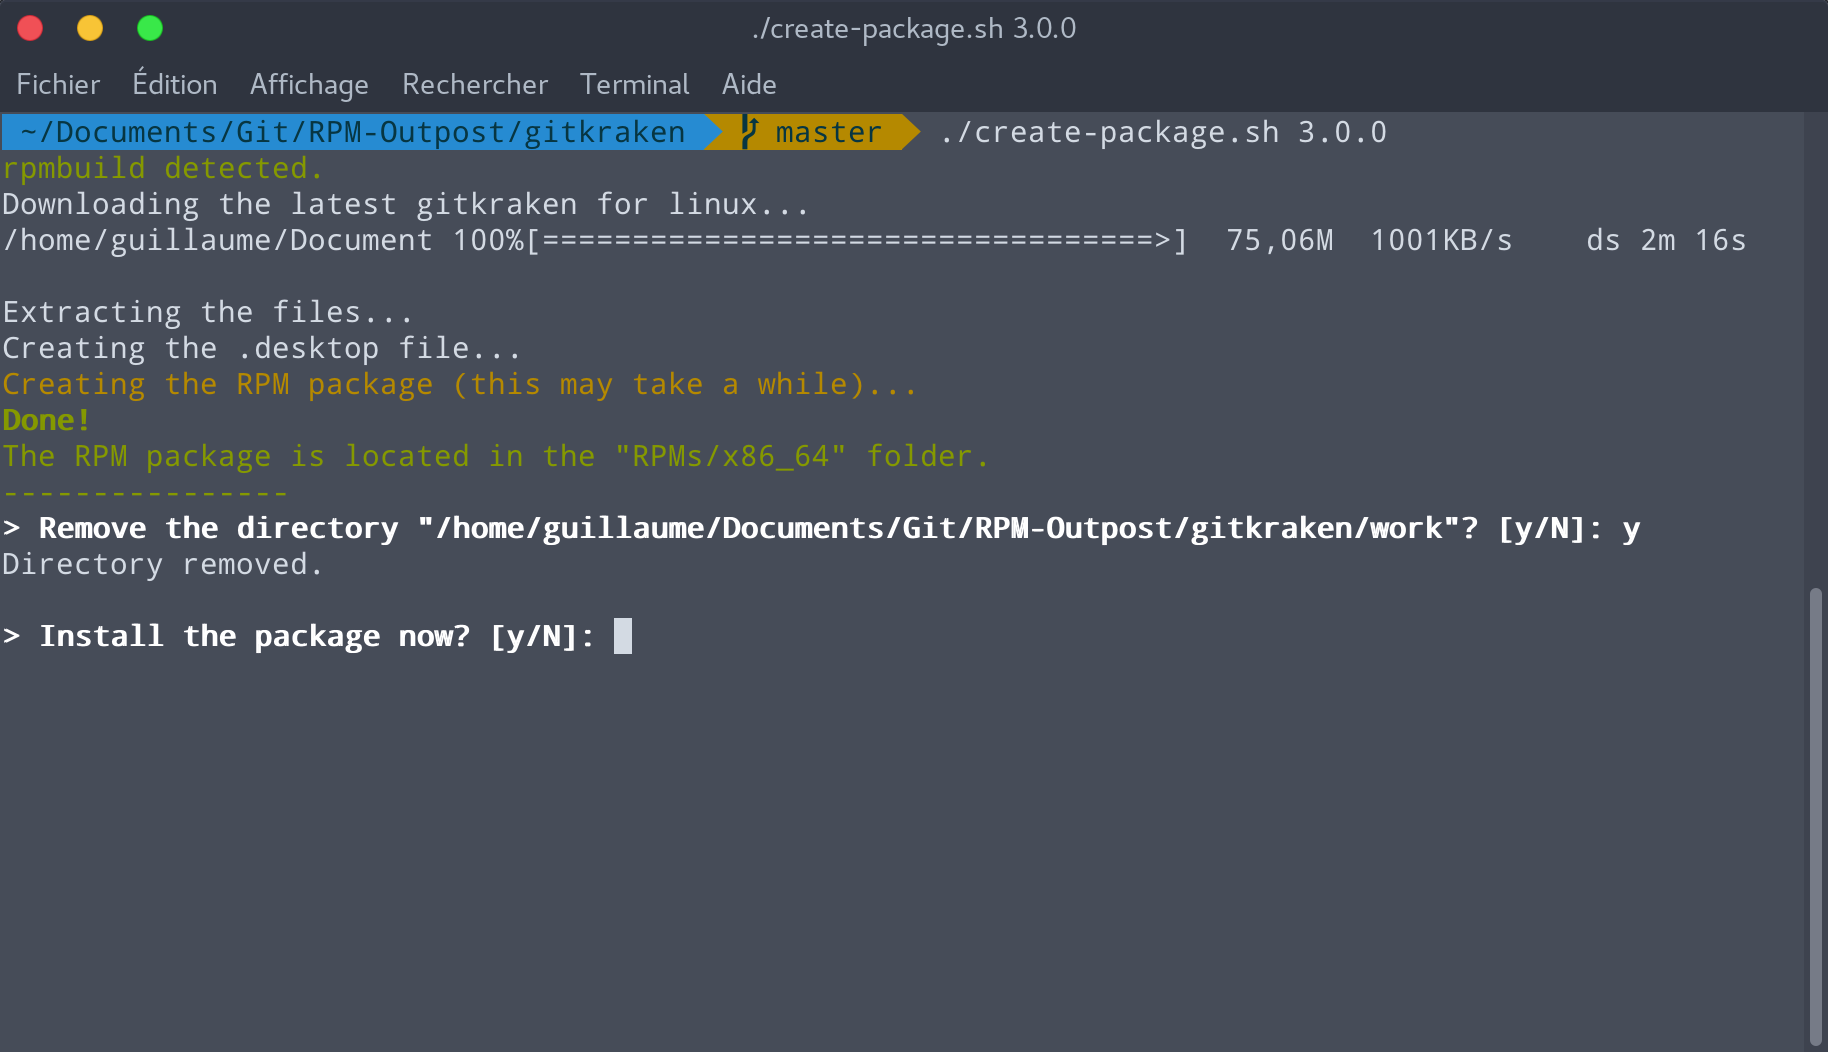 ./create-package.sh 3.0.0
Fichier Édition Affichage Rechercher Terminal Aide
~/Documents/Git/RPM-Outpost/gitkraken master ./create-package.sh 3.0.0
rpmbuild detected.
Downloading the latest gitkraken for linux...
/home/guillaume/Document 100%[==================================>] 75,06M 1001KB/s ds 2m 16s
Extracting the files...
Creating the .desktop file...
Creating the RPM package (this may take a while)...
Done!
The RPM package is located in the "RPMs/x86_64" folder.
----------------
> Remove the directory "/home/guillaume/Documents/Git/RPM-Outpost/gitkraken/work"? [y/N]: y
Directory removed.
> Install the package now? [y/N]: